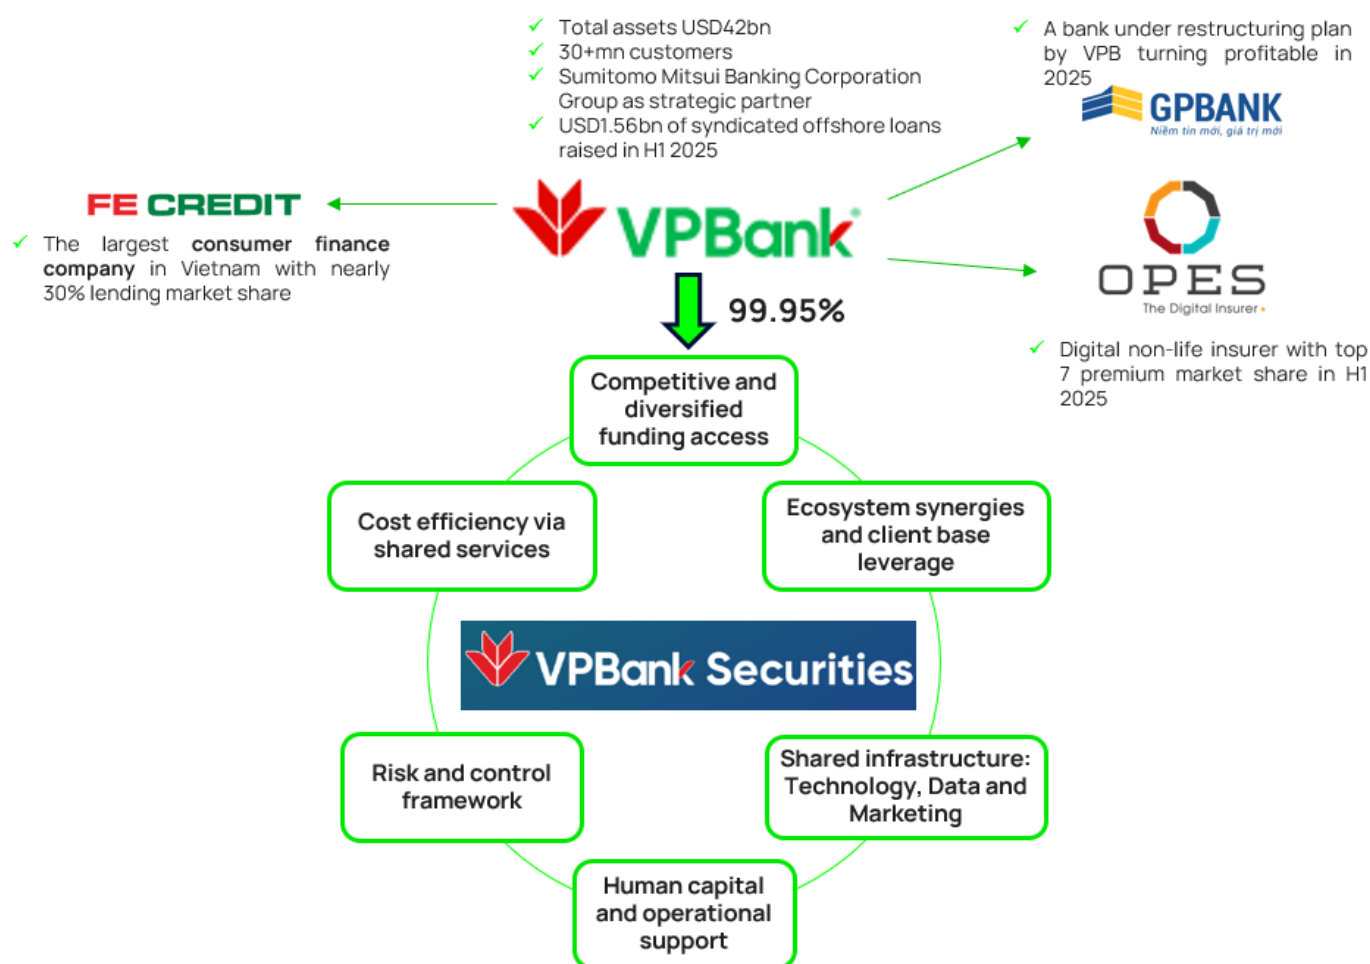 Total assets USD42bn
30+mn customers
Sumitomo Mitsui Banking Corporation
Group as strategic partner
USD1.56bn of syndicated offshore loans
raised in H1 2025
A bank under restructuring plan
by VPB turning profitable in
2025
GPBANK
Niềm tin mới, giá trị mới
FE CREDIT
The largest consumer finance
company in Vietnam with nearly
30% lending market share
VPBank
OPES
The Digital Insurer
Digital non-life insurer with top
7 premium market share in H1
2025
99.95%
Competitive and
diversified
funding access
Cost efficiency via
shared services
Ecosystem synergies
and client base
leverage
VPBank Securities
Risk and control
framework
Shared infrastructure:
Technology, Data and
Marketing
Human capital
and operational
support